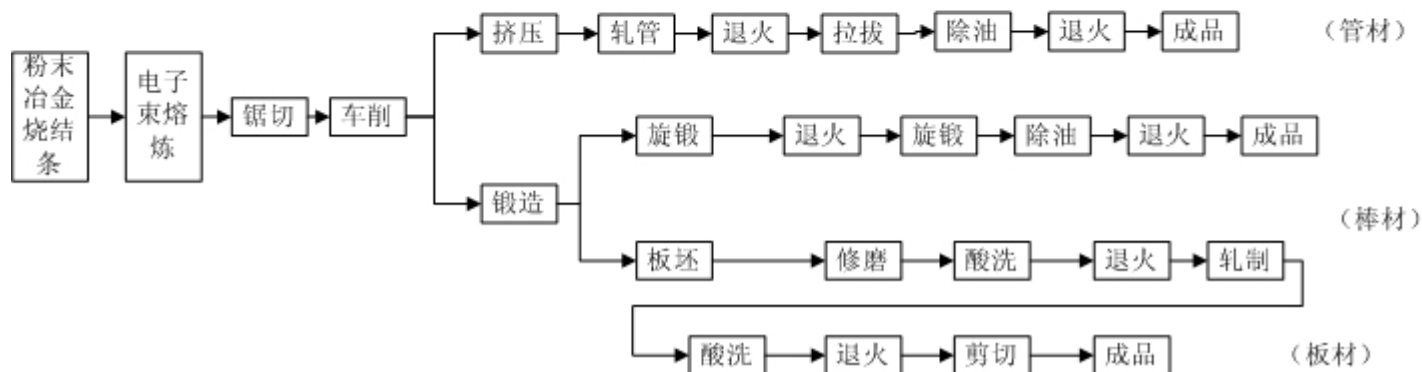 粉末
冶金
烧结
条
电子
束熔
炼
锯切
车削
挤压
轧管
退火
拉拔
除油
退火
成品
（管材）
旋锻
退火
旋锻
除油
退火
成品
（棒材）
锻造
板坯
修磨
酸洗
退火
轧制
酸洗
退火
剪切
成品
（板材）